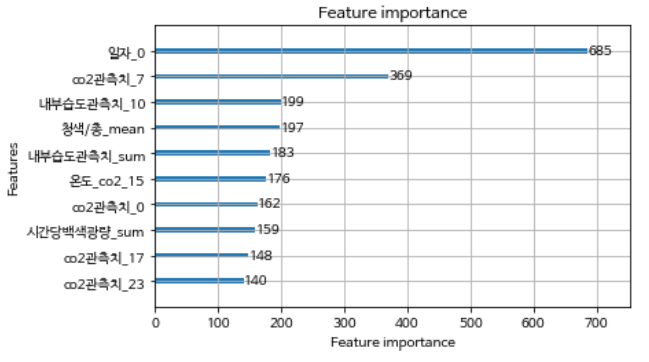 Feature importance
일자_0
685
co2관측치_7
369
내부습도관측치_10
199
청색/총_mean
197
내부습도관측치_sum
183
온도_co2_15
176
co2관측치_0
162
시간당백색광량_sum
159
co2관측치_17
148
co2관측치_23
140
Features
0 100 200 300 400 500 600 700
Feature importance